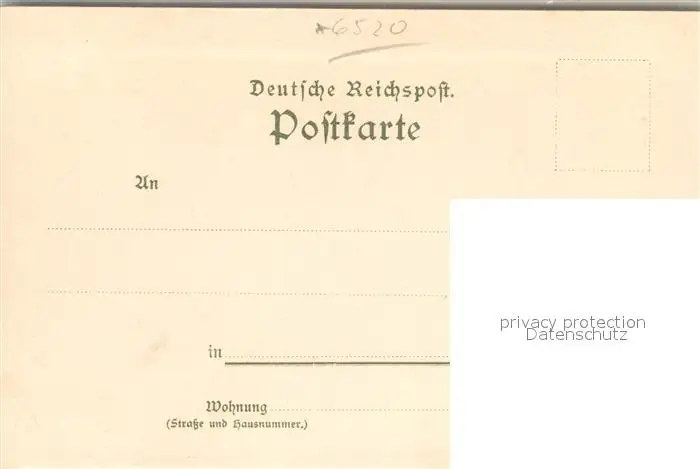 *6520
Deutsche Reichspost.
Postkarte
An
in
Wohnung
(Straße und Hausnummer.)
privacy protection
Datenschutz